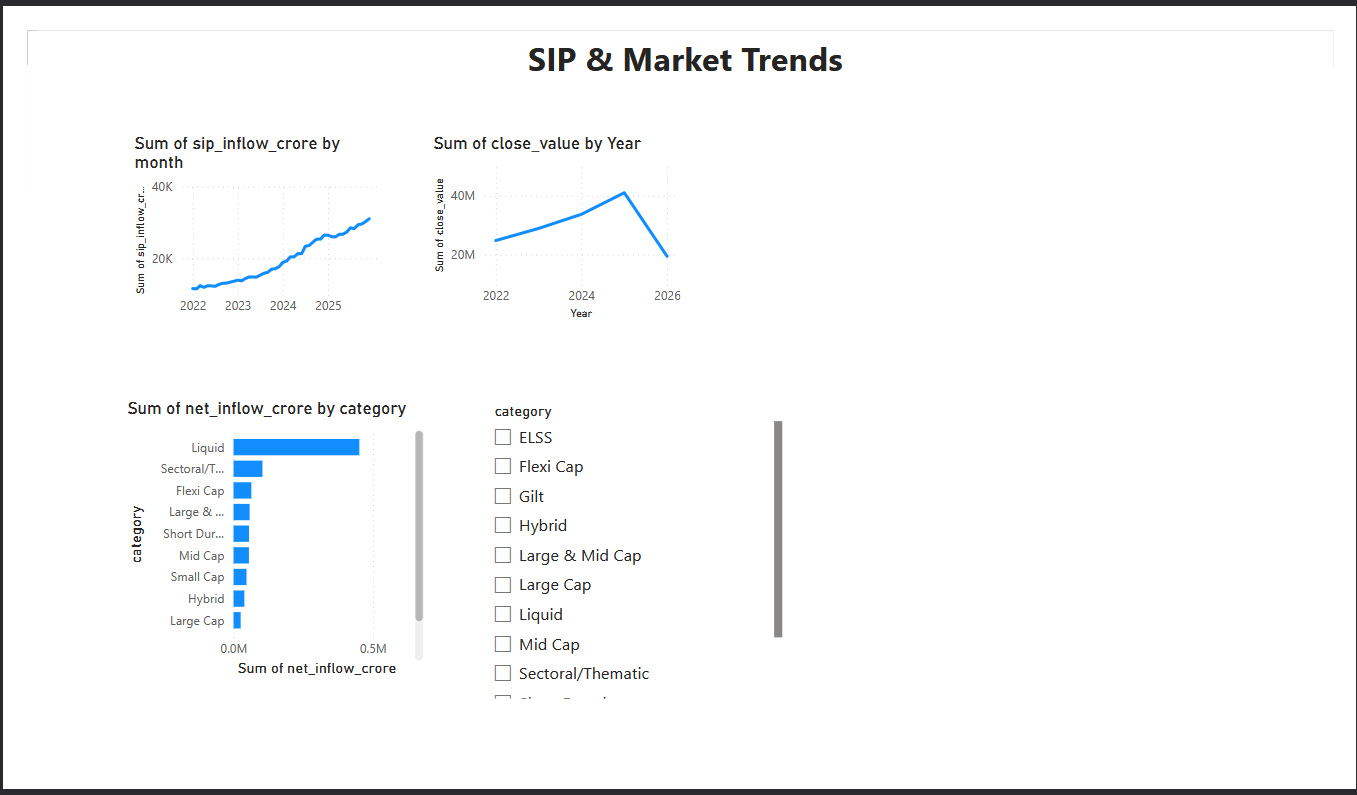 SIP & Market Trends
Sum of sip_inflow_crore by
month
Sum of sip_inflow_cr...
40K
20K
2022 2023 2024 2025
Sum of close_value by Year
Sum of close_value
40M
20M
2022 2024 2026
Year
Sum of net_inflow_crore by category
category
Liquid
Sectoral/T...
Flexi Cap
Large & ...
Short Dur...
Mid Cap
Small Cap
Hybrid
Large Cap
0.0M 0.5M
Sum of net_inflow_crore
category
ELSS
Flexi Cap
Gilt
Hybrid
Large & Mid Cap
Large Cap
Liquid
Mid Cap
Sectoral/Thematic